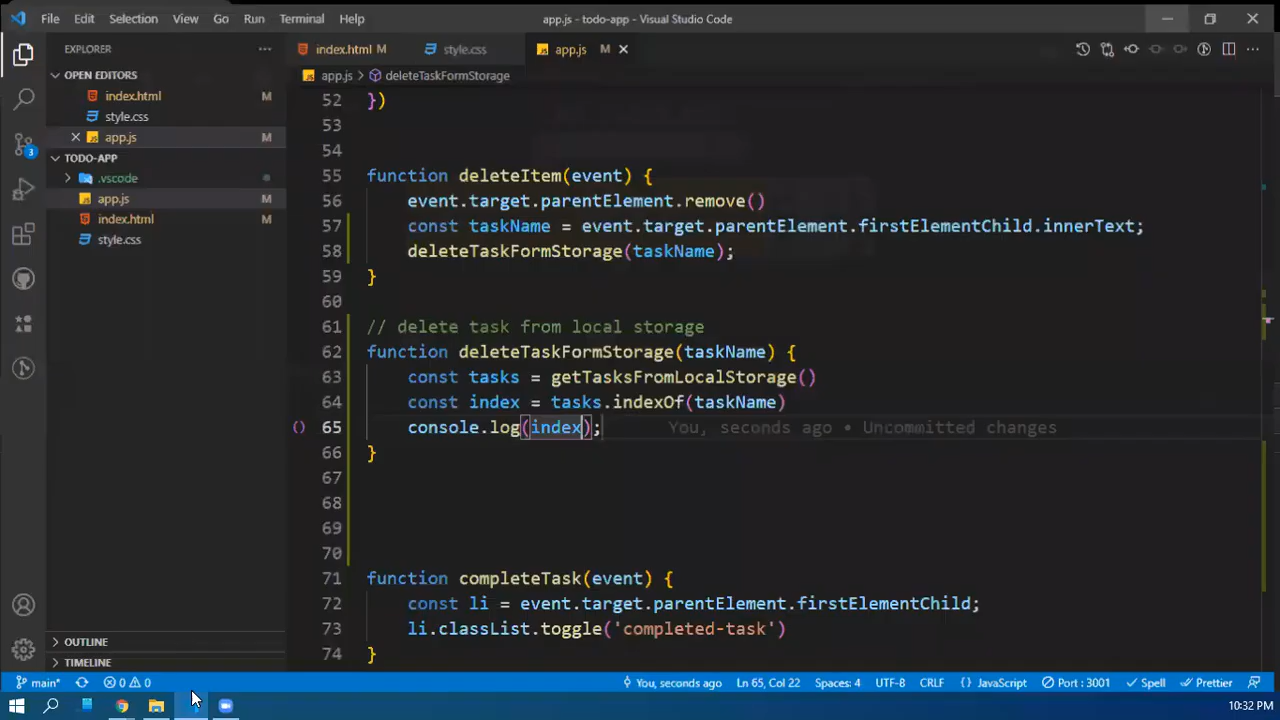 File Edit Selection View Go Run Terminal Help app.js - todo-app - Visual Studio Code
EXPLORER
index.html M style.css app.js M
OPEN EDITORS
index.html M
style.css
app.js M
TODO-APP
.vscode
app.js
index.html
style.css
OUTLINE
TIMELINE
app.js > deleteTaskFormStorage
52 })
53
54
55 function deleteItem(event) {
56 event.target.parentElement.remove()
57 const taskName = event.target.parentElement.firstElementChild.innerText;
58 deleteTaskFormStorage(taskName);
59 }
60
61 // delete task from local storage
62 function deleteTaskFormStorage(taskName) {
63 const tasks = getTasksFromLocalStorage()
64 const index = tasks.indexOf(taskName)
65 console.log(index); You, seconds ago • Uncommitted changes
66 }
67
68
69
70
71 function completeTask(event) {
72 const li = event.target.parentElement.firstElementChild;
73 li.classList.toggle('completed-task')
74 }
3
main* 0 0 You, seconds ago Ln 65, Col 22 Spaces: 4 UTF-8 CRLF {} JavaScript Port : 3001 Spell Prettier
10:32 PM